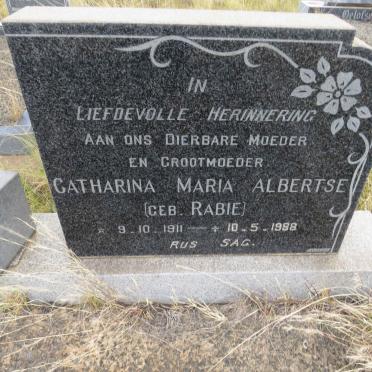 IN
LIEFDEVOLLE HERINNERING
AAN ONS DIERBARE MOEDER
EN GROOTMOEDER
CATHARINA MARIA ALBERTSE
(GEB. RABIE)
* 9.10.1911 — + 10.5.1988
RUS SAG.